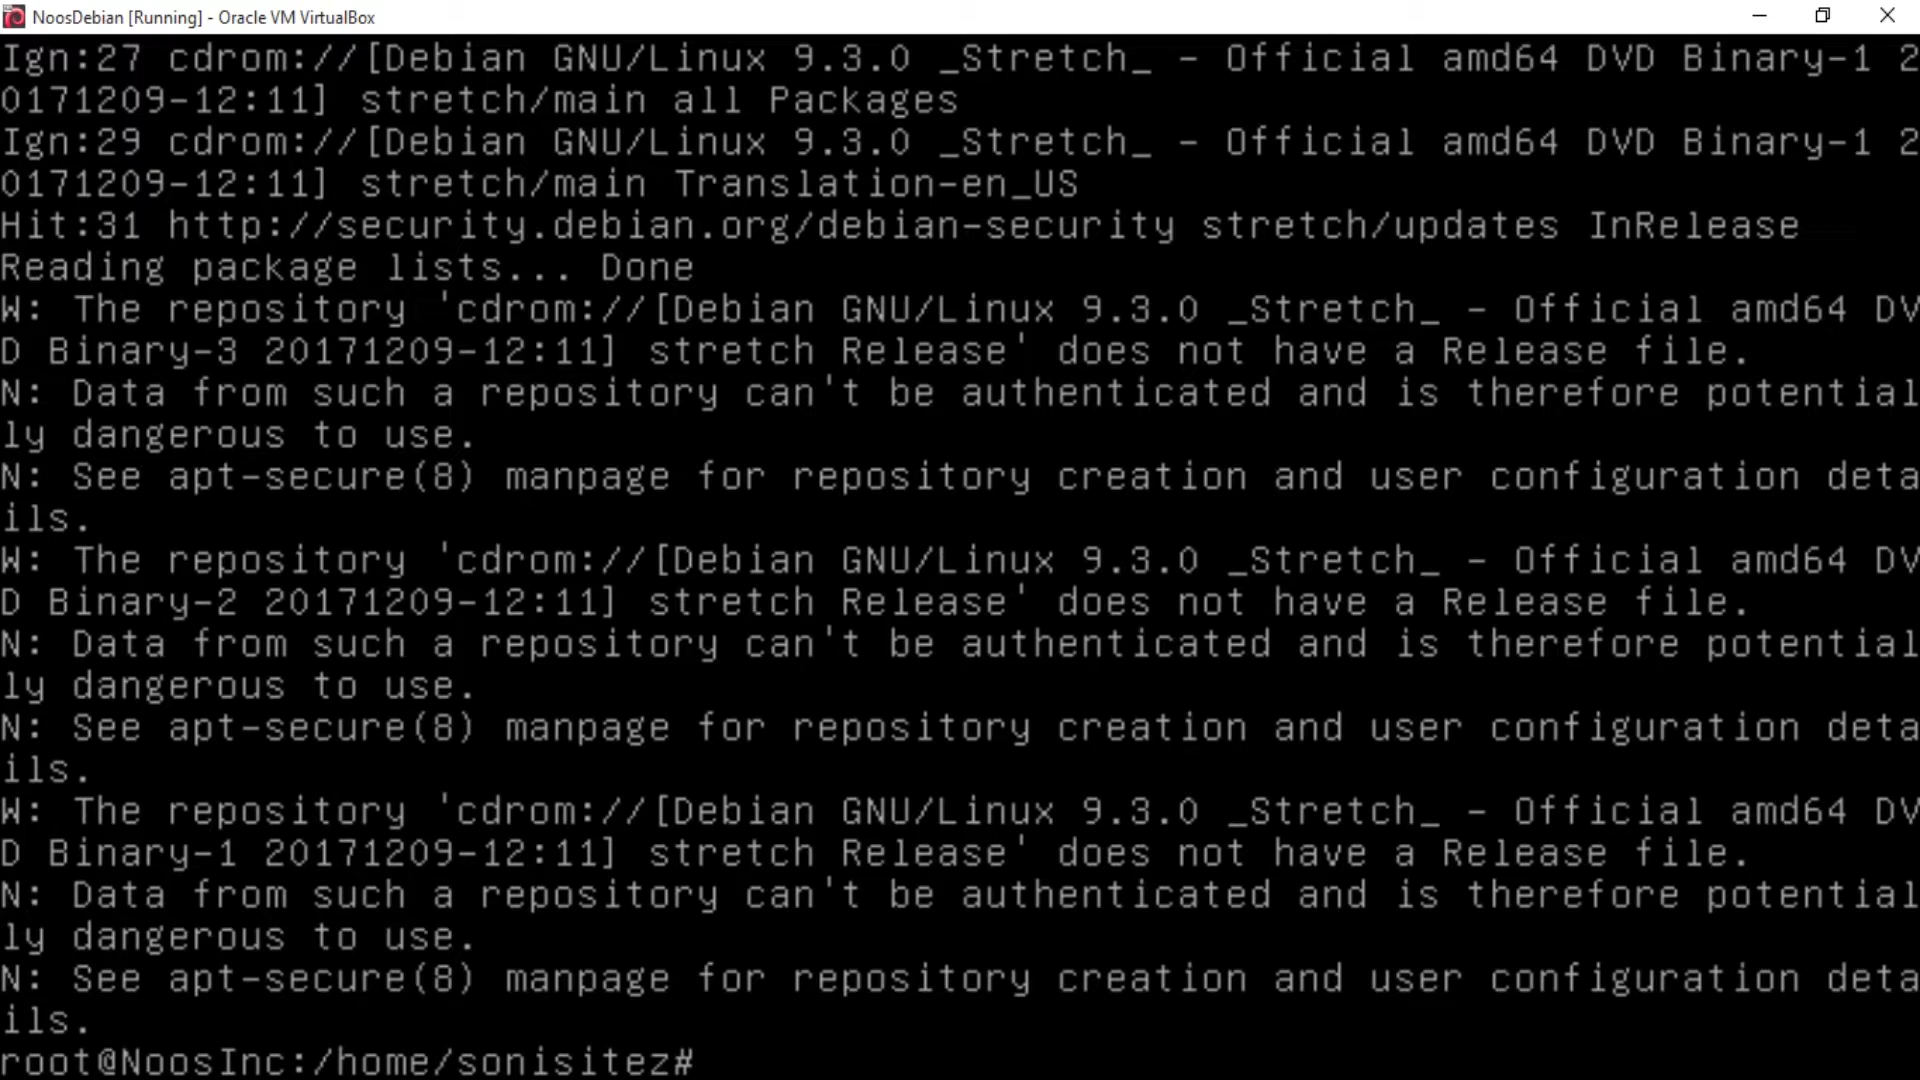 NoosDebian [Running] - Oracle VM VirtualBox
Ign:27 cdrom://[Debian GNU/Linux 9.3.0 _Stretch_ - Official amd64 DVD Binary-1 2
0171209-12:11] stretch/main all Packages
Ign:29 cdrom://[Debian GNU/Linux 9.3.0 _Stretch_ - Official amd64 DVD Binary-1 2
0171209-12:11] stretch/main Translation-en_US
Hit:31 http://security.debian.org/debian-security stretch/updates InRelease
Reading package lists... Done
W: The repository 'cdrom://[Debian GNU/Linux 9.3.0 _Stretch_ - Official amd64 DV
D Binary-3 20171209-12:11] stretch Release' does not have a Release file.
N: Data from such a repository can't be authenticated and is therefore potential
ly dangerous to use.
N: See apt-secure(8) manpage for repository creation and user configuration deta
ils.
W: The repository 'cdrom://[Debian GNU/Linux 9.3.0 _Stretch_ - Official amd64 DV
D Binary-2 20171209-12:11] stretch Release' does not have a Release file.
N: Data from such a repository can't be authenticated and is therefore potential
ly dangerous to use.
N: See apt-secure(8) manpage for repository creation and user configuration deta
ils.
W: The repository 'cdrom://[Debian GNU/Linux 9.3.0 _Stretch_ - Official amd64 DV
D Binary-1 20171209-12:11] stretch Release' does not have a Release file.
N: Data from such a repository can't be authenticated and is therefore potential
ly dangerous to use.
N: See apt-secure(8) manpage for repository creation and user configuration deta
ils.
root@NoosInc:/home/sonisitez#